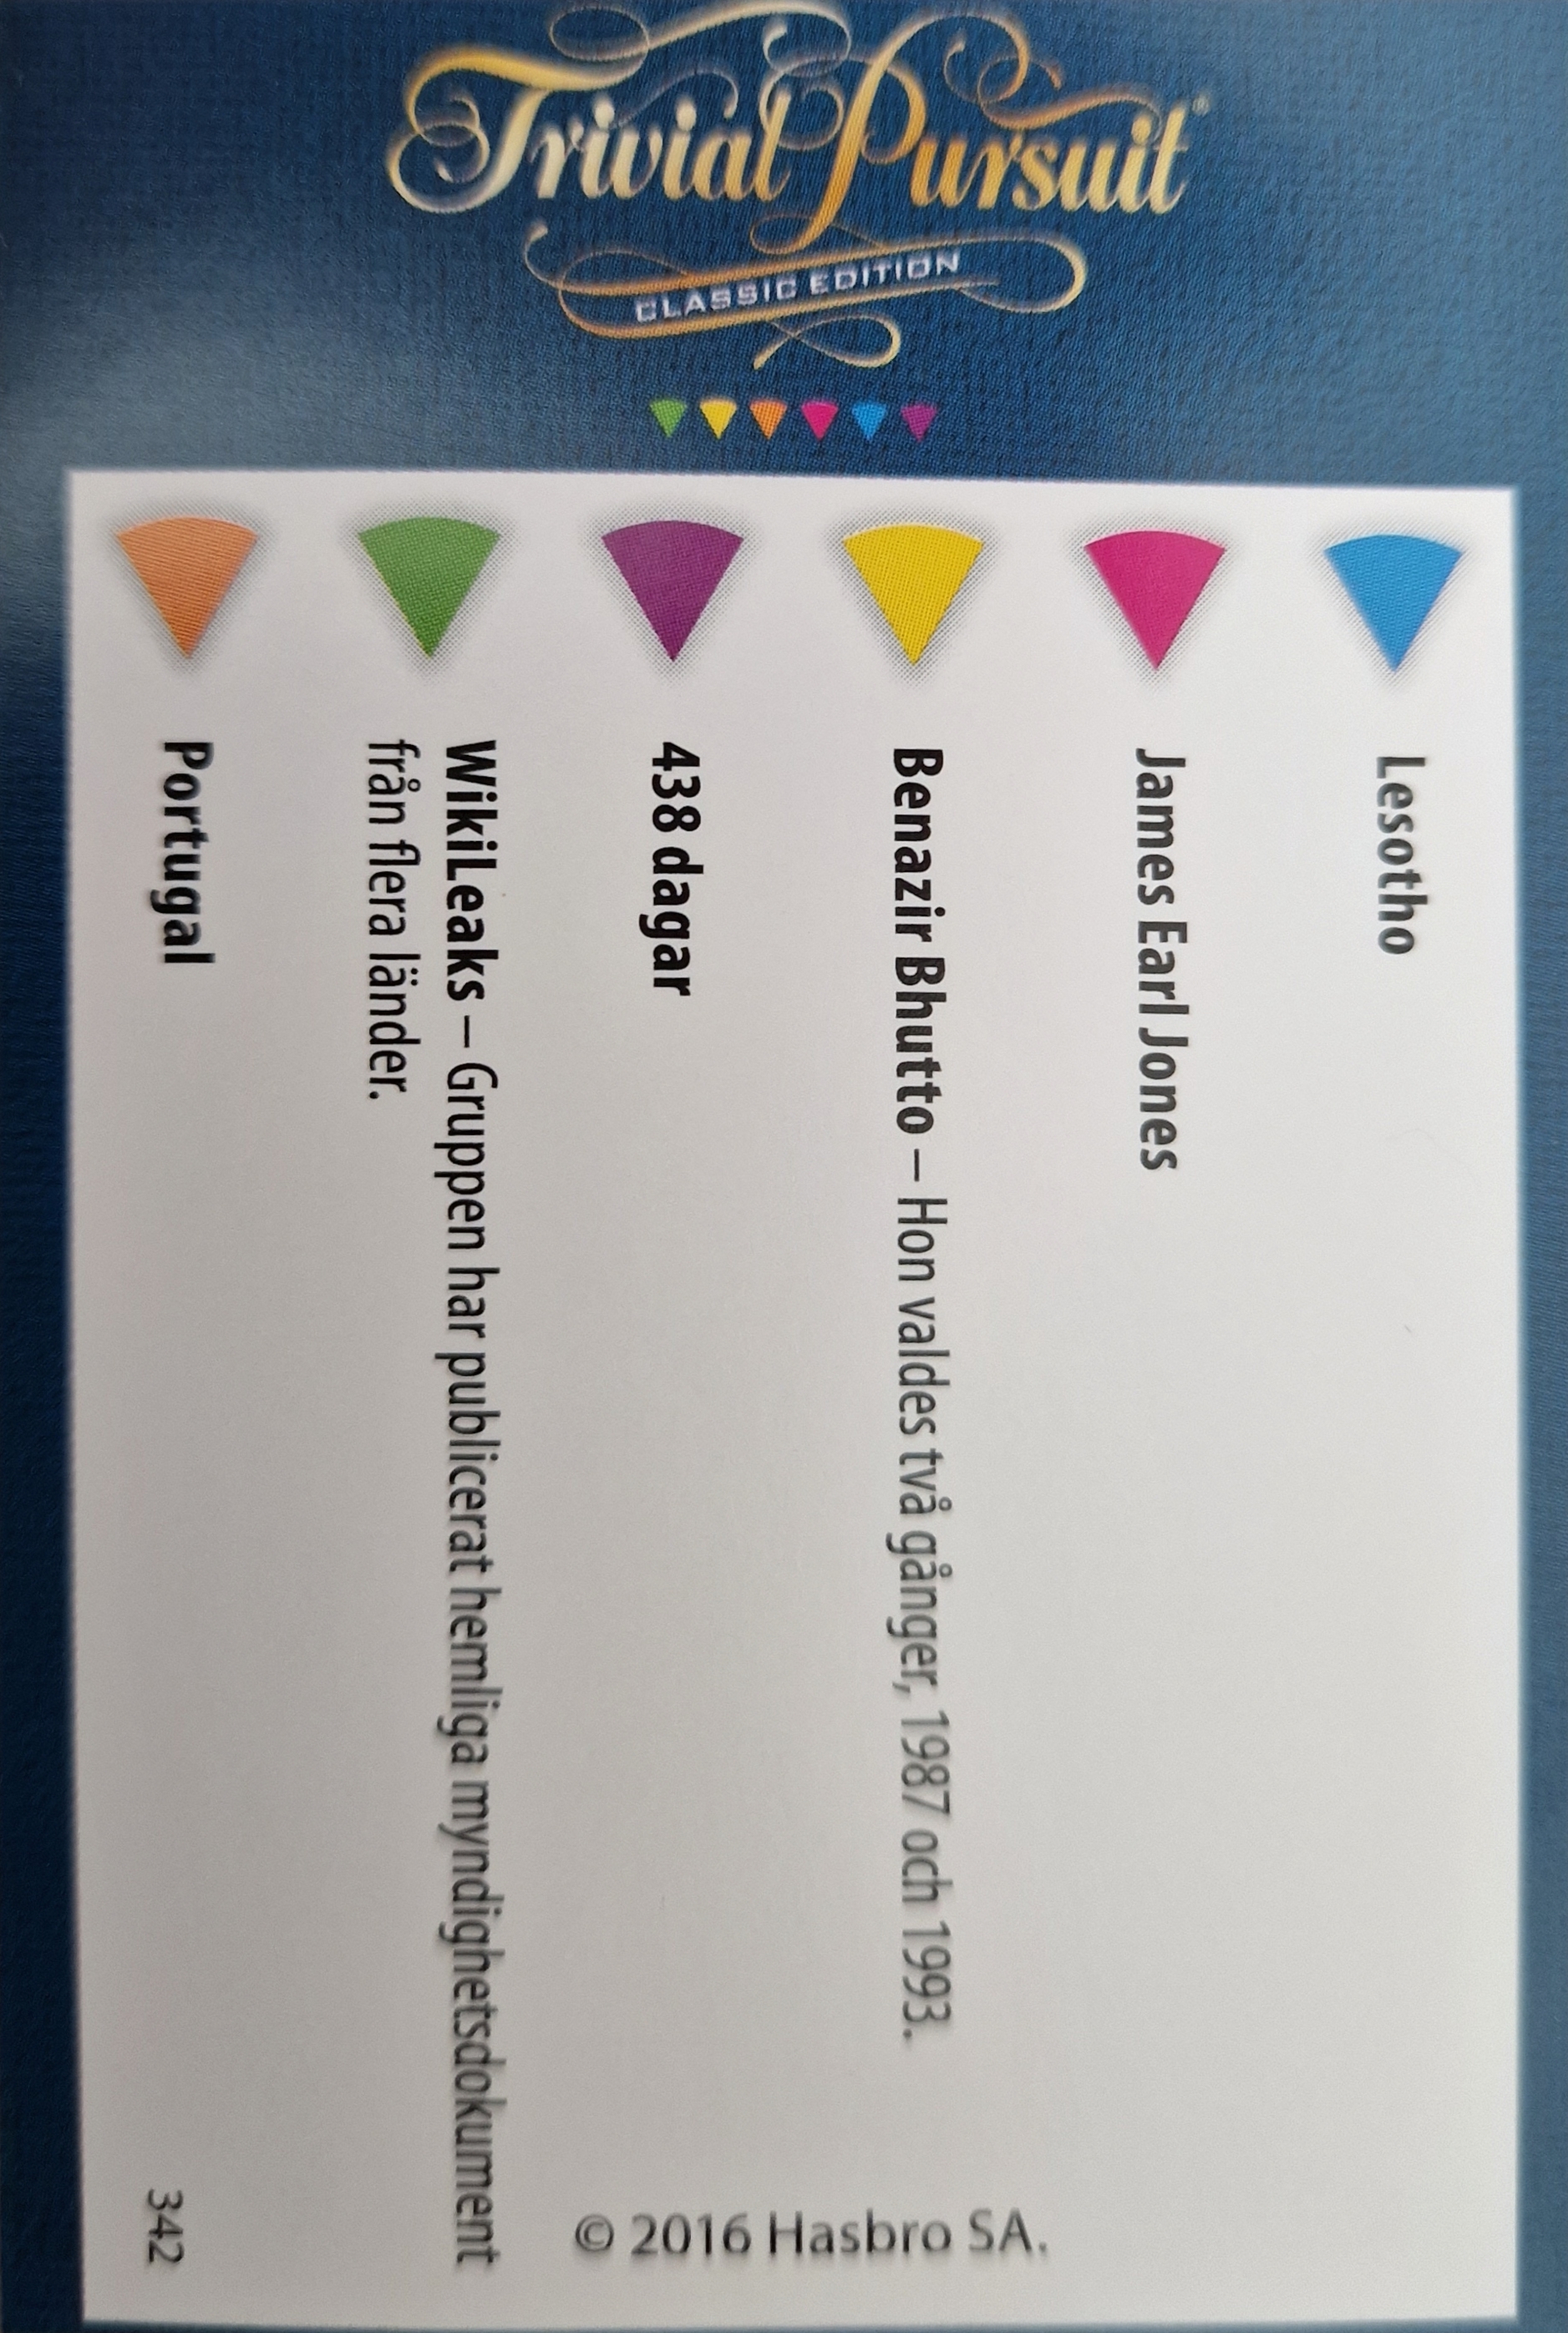 Trivial Pursuit®
CLASSIC EDITION
Lesotho
James Earl Jones
Benazir Bhutto – Hon valdes två gånger, 1987 och 1993.
438 dagar
WikiLeaks – Gruppen har publicerat hemliga myndighetsdokument
från flera länder.
Portugal
© 2016 Hasbro SA.
342